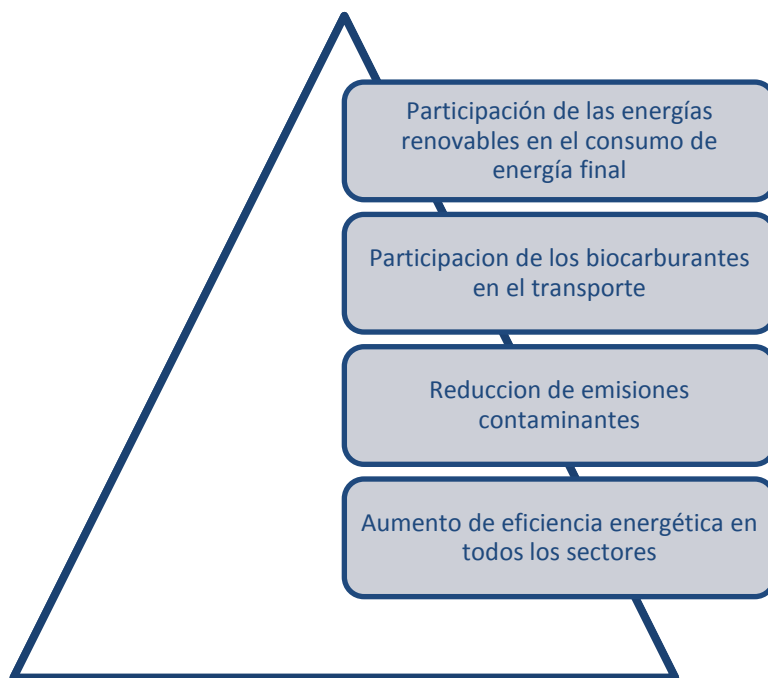 Participación de las energías
renovables en el consumo de
energía final
Participacion de los biocarburantes
en el transporte
Reduccion de emisiones
contaminantes
Aumento de eficiencia energética en
todos los sectores